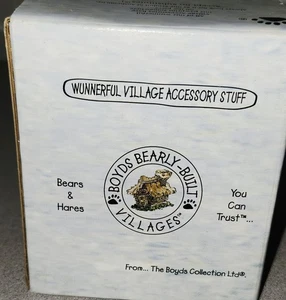 WUNNERFUL VILLAGE ACCESSORY STUFF
BOYDS BEARLY-BUILT
VILLAGES™
Bears
&
Hares
You
Can
Trust™...
From... The Boyds Collection Ltd®.